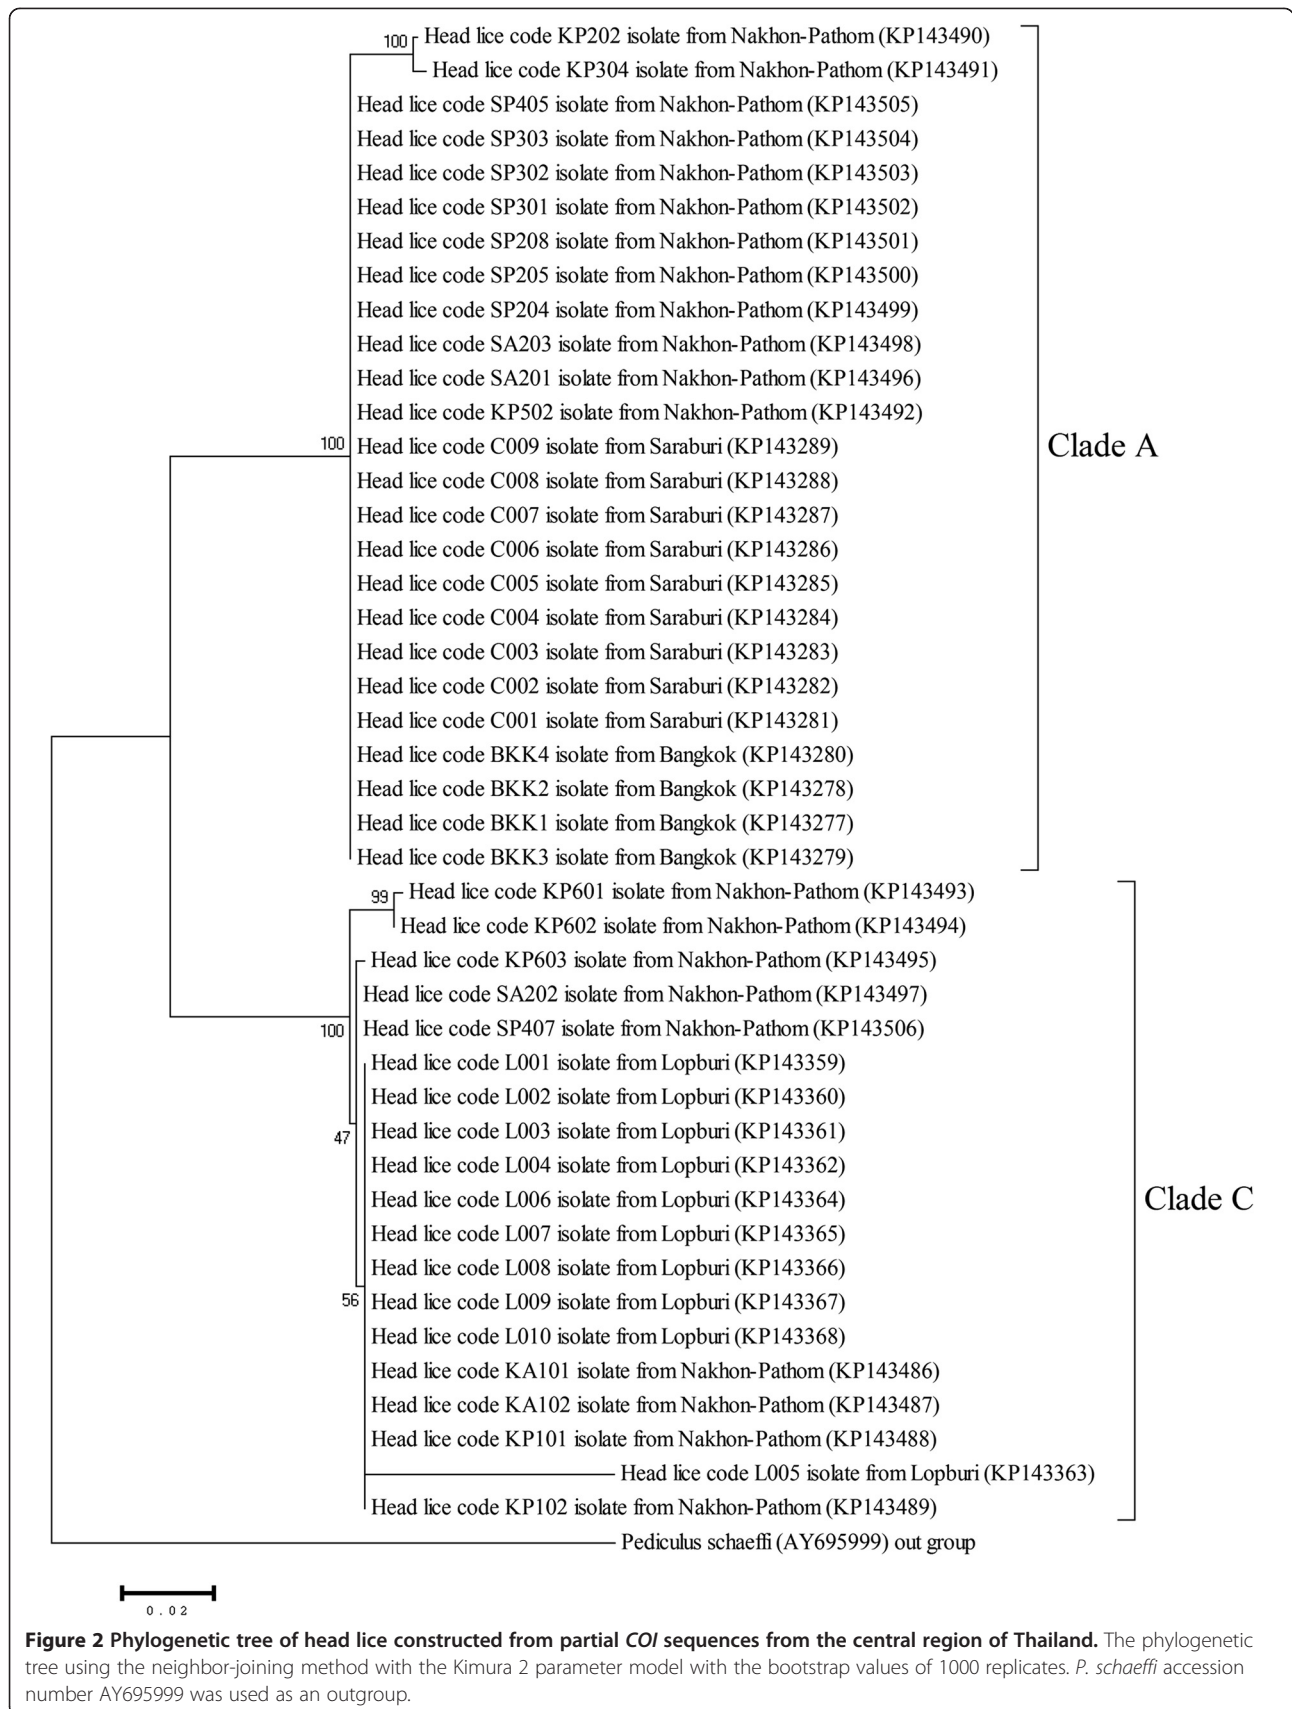 100
Head lice code KP202 isolate from Nakhon-Pathom (KP143490)
Head lice code KP304 isolate from Nakhon-Pathom (KP143491)
Head lice code SP405 isolate from Nakhon-Pathom (KP143505)
Head lice code SP303 isolate from Nakhon-Pathom (KP143504)
Head lice code SP302 isolate from Nakhon-Pathom (KP143503)
Head lice code SP301 isolate from Nakhon-Pathom (KP143502)
Head lice code SP208 isolate from Nakhon-Pathom (KP143501)
Head lice code SP205 isolate from Nakhon-Pathom (KP143500)
Head lice code SP204 isolate from Nakhon-Pathom (KP143499)
Head lice code SA203 isolate from Nakhon-Pathom (KP143498)
Head lice code SA201 isolate from Nakhon-Pathom (KP143496)
Head lice code KP502 isolate from Nakhon-Pathom (KP143492)
100
Head lice code C009 isolate from Saraburi (KP143289)
Clade A
Head lice code C008 isolate from Saraburi (KP143288)
Head lice code C007 isolate from Saraburi (KP143287)
Head lice code C006 isolate from Saraburi (KP143286)
Head lice code C005 isolate from Saraburi (KP143285)
Head lice code C004 isolate from Saraburi (KP143284)
Head lice code C003 isolate from Saraburi (KP143283)
Head lice code C002 isolate from Saraburi (KP143282)
Head lice code C001 isolate from Saraburi (KP143281)
Head lice code BKK4 isolate from Bangkok (KP143280)
Head lice code BKK2 isolate from Bangkok (KP143278)
Head lice code BKK1 isolate from Bangkok (KP143277)
Head lice code BKK3 isolate from Bangkok (KP143279)
99
Head lice code KP601 isolate from Nakhon-Pathom (KP143493)
Head lice code KP602 isolate from Nakhon-Pathom (KP143494)
Head lice code KP603 isolate from Nakhon-Pathom (KP143495)
Head lice code SA202 isolate from Nakhon-Pathom (KP143497)
100
Head lice code SP407 isolate from Nakhon-Pathom (KP143506)
Head lice code L001 isolate from Lopburi (KP143359)
Head lice code L002 isolate from Lopburi (KP143360)
47
Head lice code L003 isolate from Lopburi (KP143361)
Head lice code L004 isolate from Lopburi (KP143362)
Head lice code L006 isolate from Lopburi (KP143364)
Clade C
Head lice code L007 isolate from Lopburi (KP143365)
Head lice code L008 isolate from Lopburi (KP143366)
56
Head lice code L009 isolate from Lopburi (KP143367)
Head lice code L010 isolate from Lopburi (KP143368)
Head lice code KA101 isolate from Nakhon-Pathom (KP143486)
Head lice code KA102 isolate from Nakhon-Pathom (KP143487)
Head lice code KP101 isolate from Nakhon-Pathom (KP143488)
Head lice code L005 isolate from Lopburi (KP143363)
Head lice code KP102 isolate from Nakhon-Pathom (KP143489)
Pediculus schaeffi (AY695999) out group
0.02
Figure 2 Phylogenetic tree of head lice constructed from partial COI sequences from the central region of Thailand. The phylogenetic
tree using the neighbor-joining method with the Kimura 2 parameter model with the bootstrap values of 1000 replicates. P. schaeffi accession
number AY695999 was used as an outgroup.